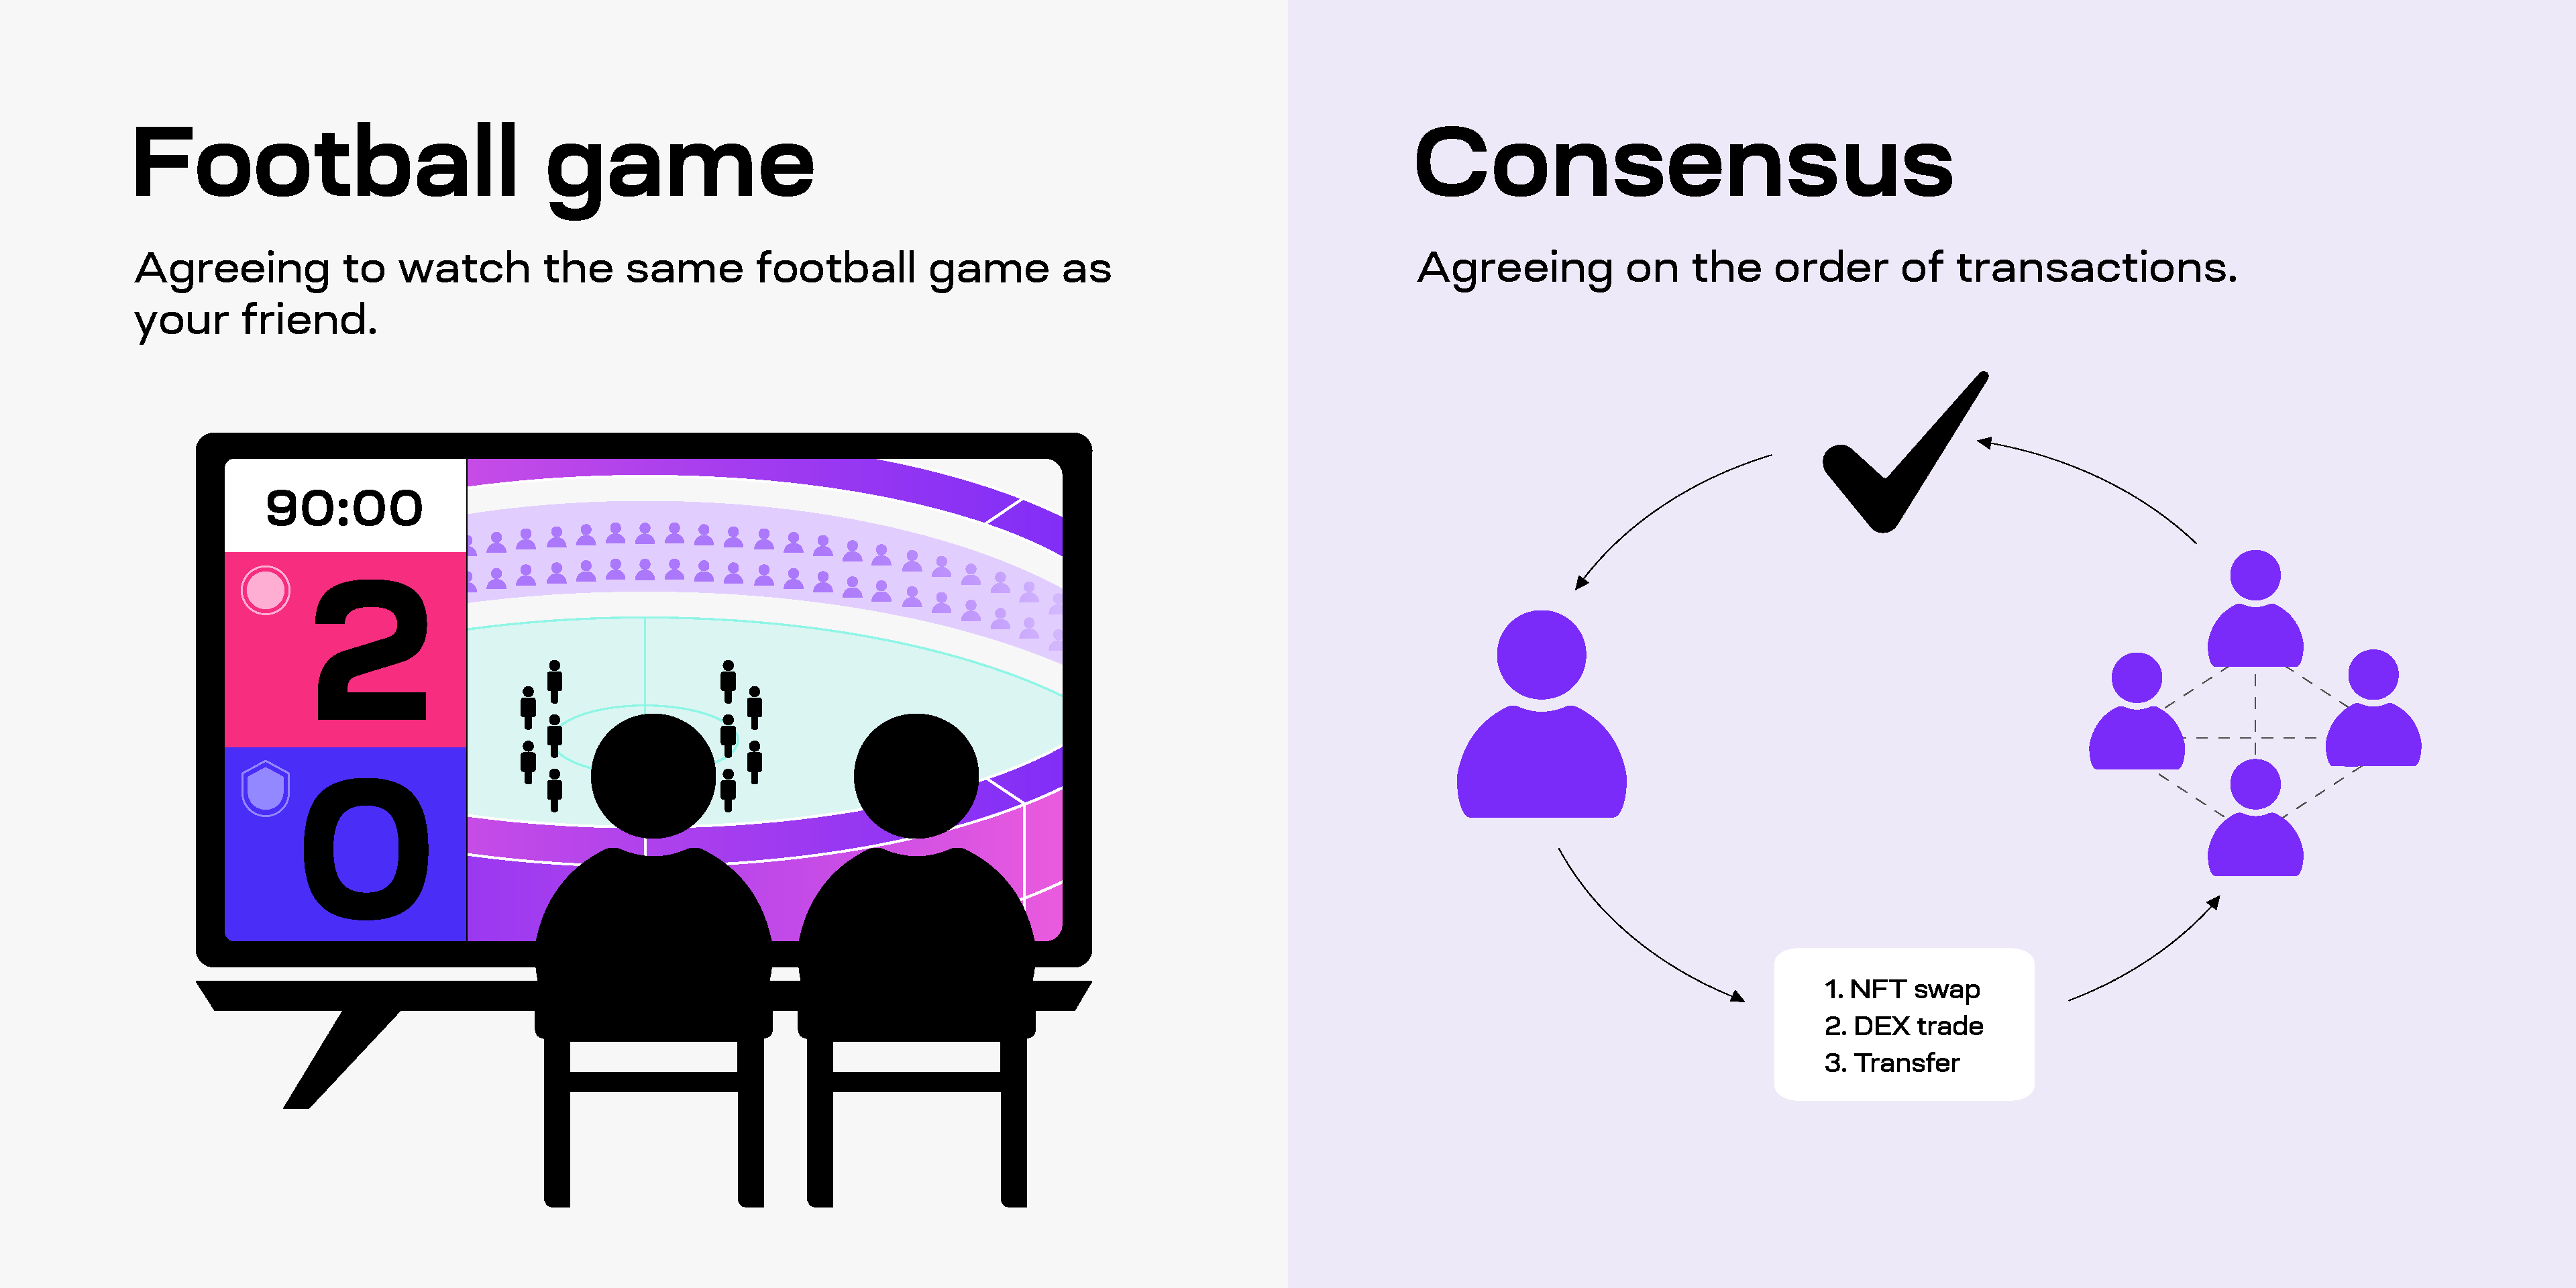 Football game
Agreeing to watch the same football game as
your friend.
90:00
2
0
Consensus
Agreeing on the order of transactions.
1. NFT swap
2. DEX trade
3. Transfer